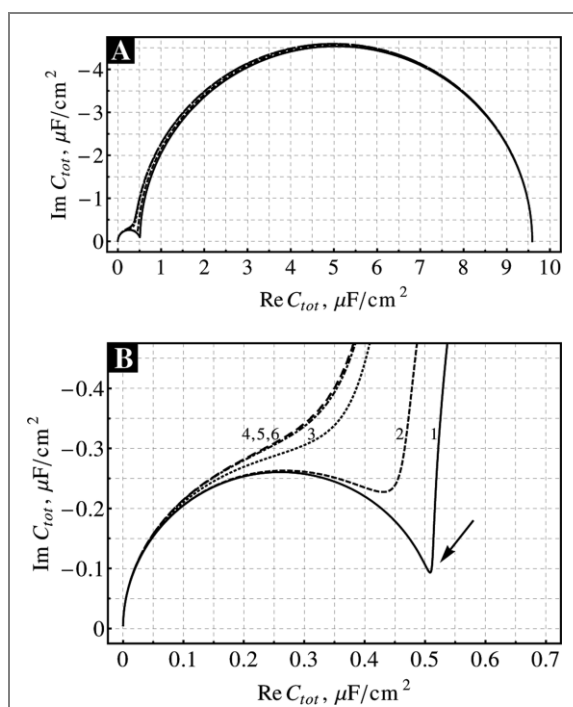 A
Im C_tot, μF/cm²
−4
−3
−2
−1
0
0 1 2 3 4 5 6 7 8 9 10
Re C_tot, μF/cm²
B
Im C_tot, μF/cm²
−0.4
−0.3
−0.2
−0.1
0
4,5,6 3 2 1
0 0.1 0.2 0.3 0.4 0.5 0.6 0.7
Re C_tot, μF/cm²